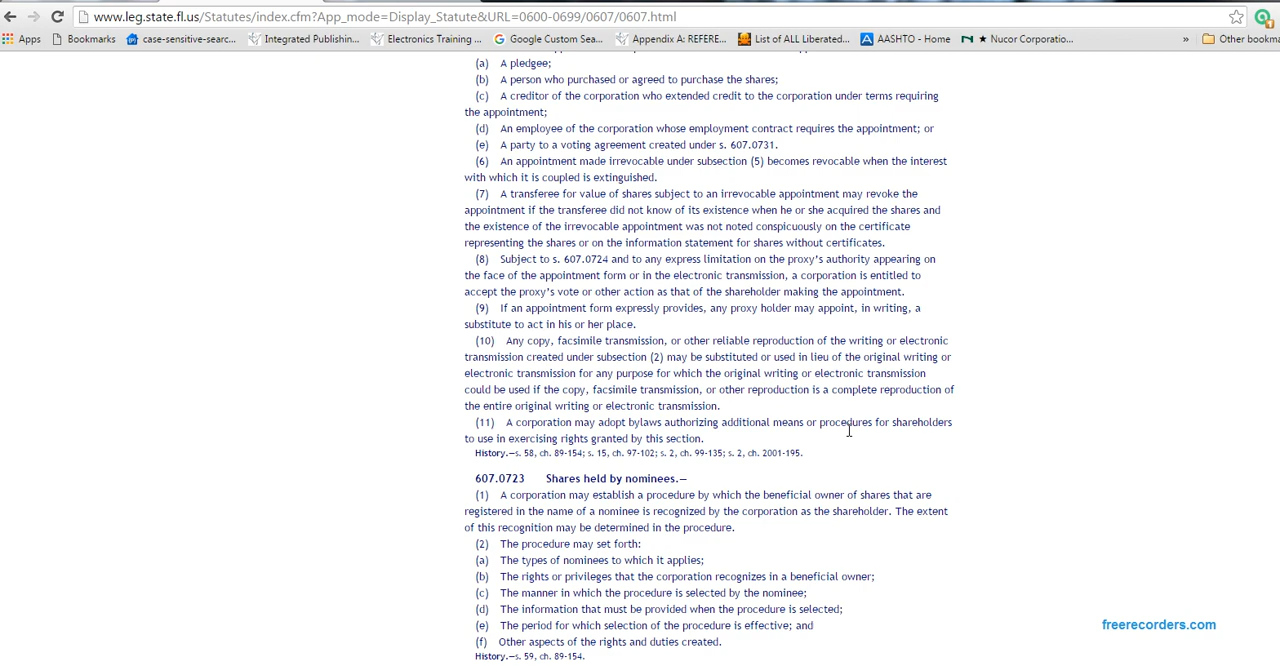 www.leg.state.fl.us/Statutes/index.cfm?App_mode=Display_Statute&URL=0600-0699/0607/0607.html
Apps Bookmarks case-sensitive-searc... Integrated Publishin... Electronics Training ... Google Custom Sea... Appendix A: REFERE... List of ALL Liberated... AASHTO - Home ★ Nucor Corporatio... » Other bookma
(a) A pledgee;
(b) A person who purchased or agreed to purchase the shares;
(c) A creditor of the corporation who extended credit to the corporation under terms requiring
the appointment;
(d) An employee of the corporation whose employment contract requires the appointment; or
(e) A party to a voting agreement created under s. 607.0731.
(6) An appointment made irrevocable under subsection (5) becomes revocable when the interest
with which it is coupled is extinguished.
(7) A transferee for value of shares subject to an irrevocable appointment may revoke the
appointment if the transferee did not know of its existence when he or she acquired the shares and
the existence of the irrevocable appointment was not noted conspicuously on the certificate
representing the shares or on the information statement for shares without certificates.
(8) Subject to s. 607.0724 and to any express limitation on the proxy’s authority appearing on
the face of the appointment form or in the electronic transmission, a corporation is entitled to
accept the proxy’s vote or other action as that of the shareholder making the appointment.
(9) If an appointment form expressly provides, any proxy holder may appoint, in writing, a
substitute to act in his or her place.
(10) Any copy, facsimile transmission, or other reliable reproduction of the writing or electronic
transmission created under subsection (2) may be substituted or used in lieu of the original writing or
electronic transmission for any purpose for which the original writing or electronic transmission
could be used if the copy, facsimile transmission, or other reproduction is a complete reproduction of
the entire original writing or electronic transmission.
(11) A corporation may adopt bylaws authorizing additional means or procedures for shareholders
to use in exercising rights granted by this section.
History.—s. 58, ch. 89-154; s. 15, ch. 97-102; s. 2, ch. 99-135; s. 2, ch. 2001-195.
607.0723 Shares held by nominees.—
(1) A corporation may establish a procedure by which the beneficial owner of shares that are
registered in the name of a nominee is recognized by the corporation as the shareholder. The extent
of this recognition may be determined in the procedure.
(2) The procedure may set forth:
(a) The types of nominees to which it applies;
(b) The rights or privileges that the corporation recognizes in a beneficial owner;
(c) The manner in which the procedure is selected by the nominee;
(d) The information that must be provided when the procedure is selected;
(e) The period for which selection of the procedure is effective; and
(f) Other aspects of the rights and duties created.
History.—s. 59, ch. 89-154.
freerecorders.com